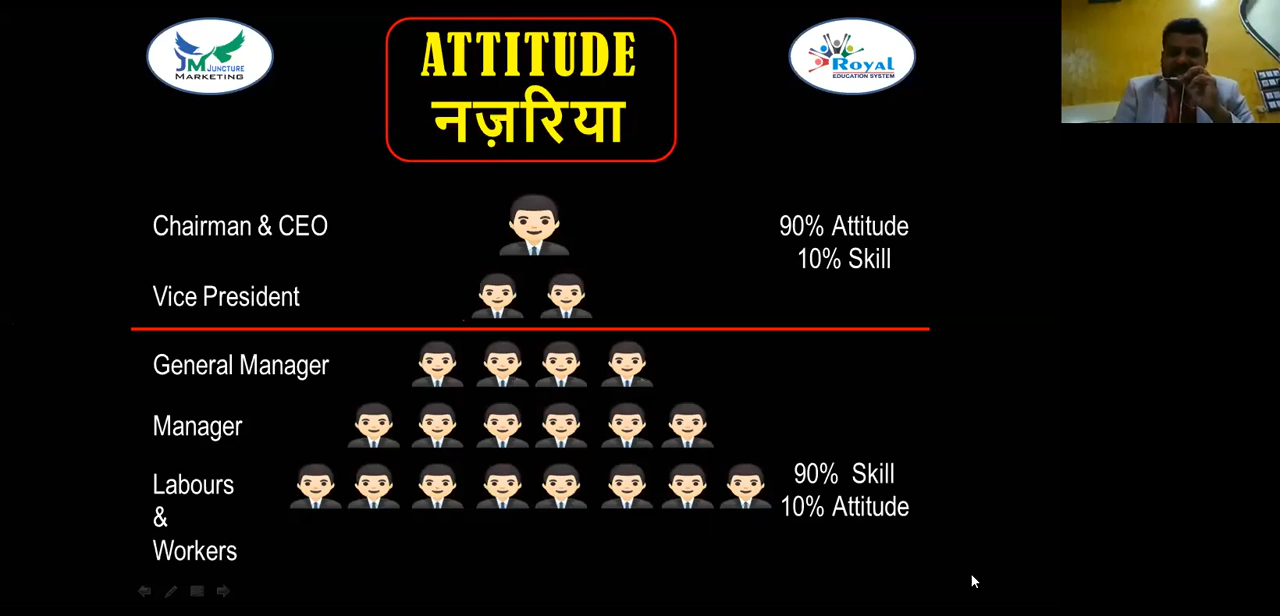 JM JUNCTURE
MARKETING
ATTITUDE
नज़रिया
Royal
EDUCATION SYSTEM
Chairman & CEO
90% Attitude
10% Skill
Vice President
General Manager
Manager
Labours
&
Workers
90% Skill
10% Attitude